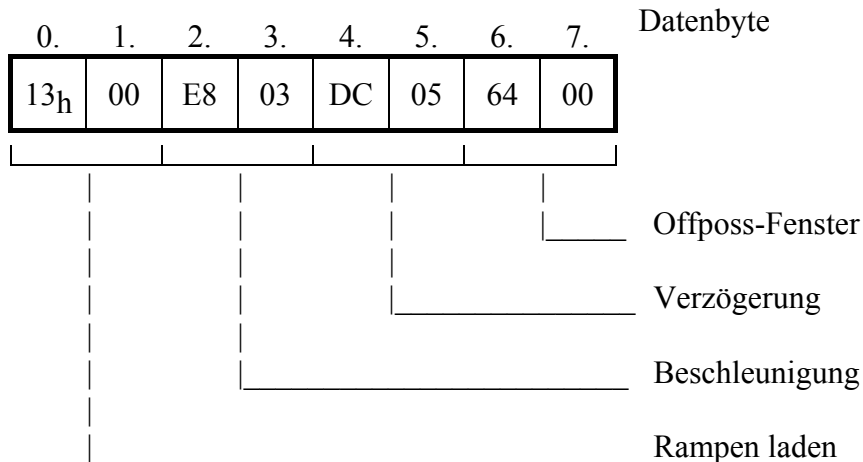 Datenbyte
0. 1. 2. 3. 4. 5. 6. 7.
13h 00 E8 03 DC 05 64 00
Offposs-Fenster
Verzögerung
Beschleunigung
Rampen laden